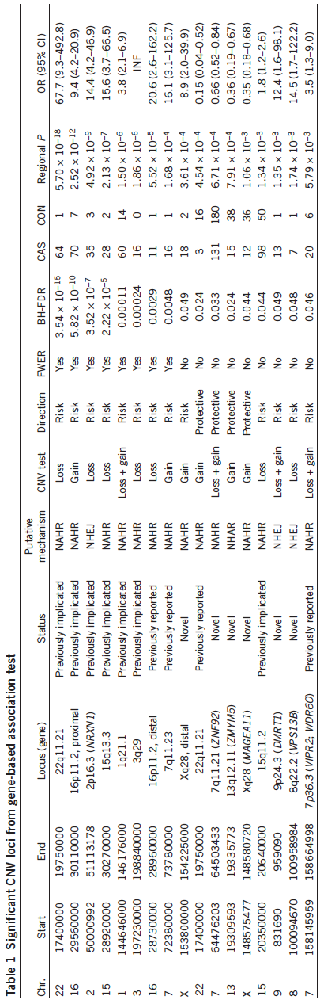 Table 1 Significant CNV loci from gene-based association test
Chr. Start End Locus (gene) Status Putative mechanism CNV test Direction FWER BH-FDR CAS CON Regional P OR (95% CI)
22 17400000 19750000 22q11.21 Previously implicated NAHR Loss Risk Yes 3.54 × 10−15 64 1 5.70 × 10−18 67.7 (9.3–492.8)
16 29560000 30110000 16p11.2, proximal Previously implicated NAHR Gain Risk Yes 5.82 × 10−10 70 7 2.52 × 10−12 9.4 (4.2–20.9)
2 50000992 51113178 2p16.3 (NRXN1) Previously implicated NHEJ Loss Risk Yes 3.52 × 10−7 35 3 4.92 × 10−9 14.4 (4.2–46.9)
15 28920000 30270000 15q13.3 Previously implicated NAHR Loss Risk Yes 2.22 × 10−5 28 2 2.13 × 10−7 15.6 (3.7–66.5)
1 144646000 146176000 1q21.1 Previously implicated NAHR Loss + gain Risk Yes 0.00011 60 14 1.50 × 10−6 3.8 (2.1–6.9)
3 197230000 198840000 3q29 Previously implicated NAHR Loss Risk Yes 0.00024 16 0 1.86 × 10−6 INF
16 28730000 28960000 16p11.2, distal Previously reported NAHR Loss Risk Yes 0.0029 11 1 5.52 × 10−5 20.6 (2.6–162.2)
7 72380000 73780000 7q11.23 Previously reported NAHR Gain Risk Yes 0.0048 16 1 1.68 × 10−4 16.1 (3.1–125.7)
X 153800000 154225000 Xq28, distal Novel NAHR Gain Risk No 0.049 18 2 3.61 × 10−4 8.9 (2.0–39.9)
22 17400000 19750000 22q11.21 Previously reported NAHR Gain Protective No 0.024 3 16 4.54 × 10−4 0.15 (0.04–0.52)
7 64476203 64503433 7q11.21 (ZNF92) Novel NAHR Loss + gain Protective No 0.033 131 180 6.71 × 10−4 0.66 (0.52–0.84)
13 19309593 19335773 13q12.11 (ZMYM5) Novel NHAR Gain Protective No 0.024 15 38 7.91 × 10−4 0.36 (0.19–0.67)
X 148575477 148580720 Xq28 (MAGEA11) Novel NAHR Gain Protective No 0.044 12 36 1.06 × 10−3 0.35 (0.18–0.68)
15 20350000 20640000 15q11.2 Previously implicated NAHR Loss Risk No 0.044 98 50 1.34 × 10−3 1.8 (1.2–2.6)
9 831690 959090 9p24.3 (DMRT1) Novel NHEJ Loss + gain Risk No 0.049 13 1 1.35 × 10−3 12.4 (1.6–98.1)
8 100094670 100958984 8q22.2 (VPS13B) Novel NHEJ Loss Risk No 0.048 7 1 1.74 × 10−3 14.5 (1.7–122.2)
7 158145959 158664998 7p36.3 (VIPR2; WDR60) Previously reported NAHR Loss + gain Risk No 0.046 20 6 5.79 × 10−3 3.5 (1.3–9.0)